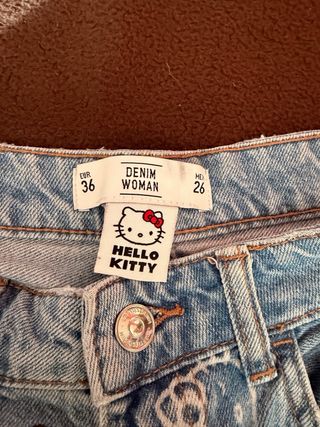 EUR
36
DENIM
WOMAN
MEX
26
HELLO
KITTY